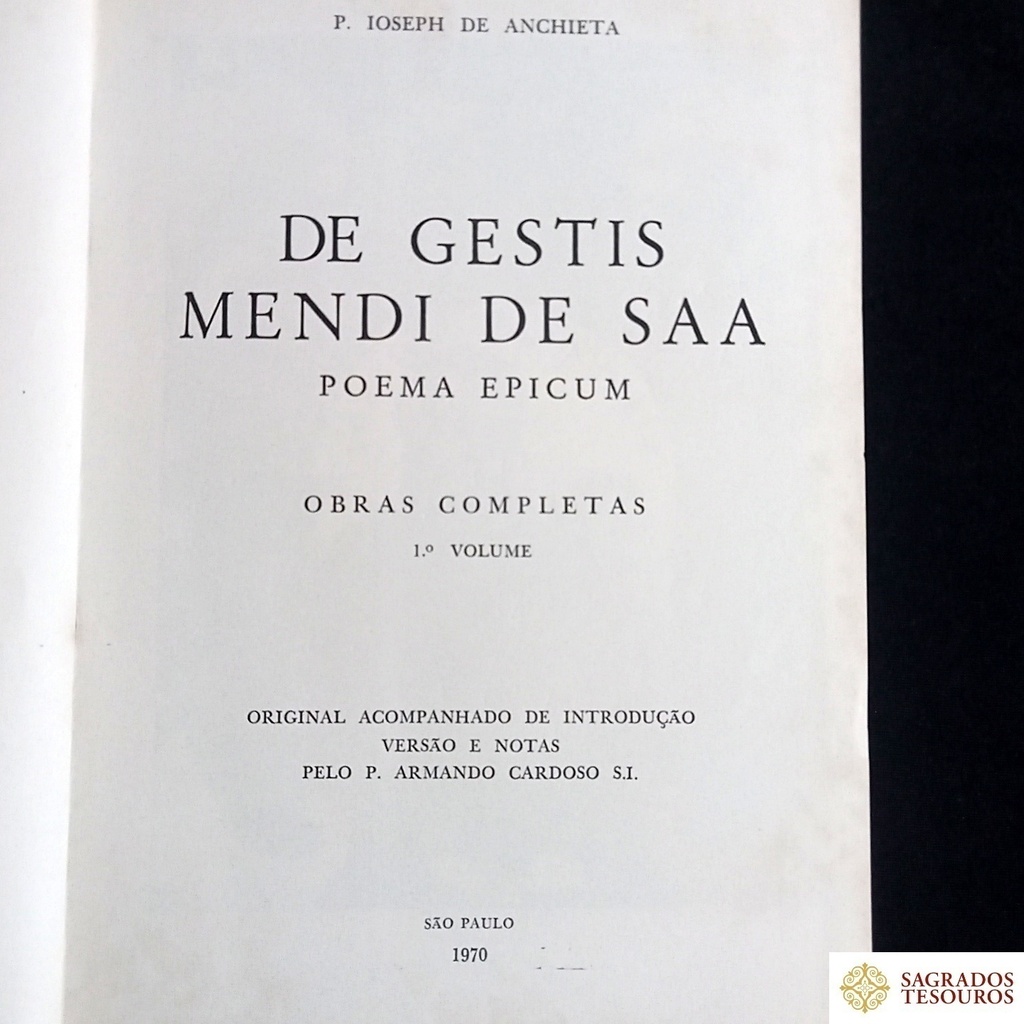 P. IOSEPH DE ANCHIETA
DE GESTIS
MENDI DE SAA
POEMA EPICUM
OBRAS COMPLETAS
1.º VOLUME
ORIGINAL ACOMPANHADO DE INTRODUÇÃO
VERSÃO E NOTAS
PELO P. ARMANDO CARDOSO S.I.
SÃO PAULO
1970
SAGRADOS
TESOUROS